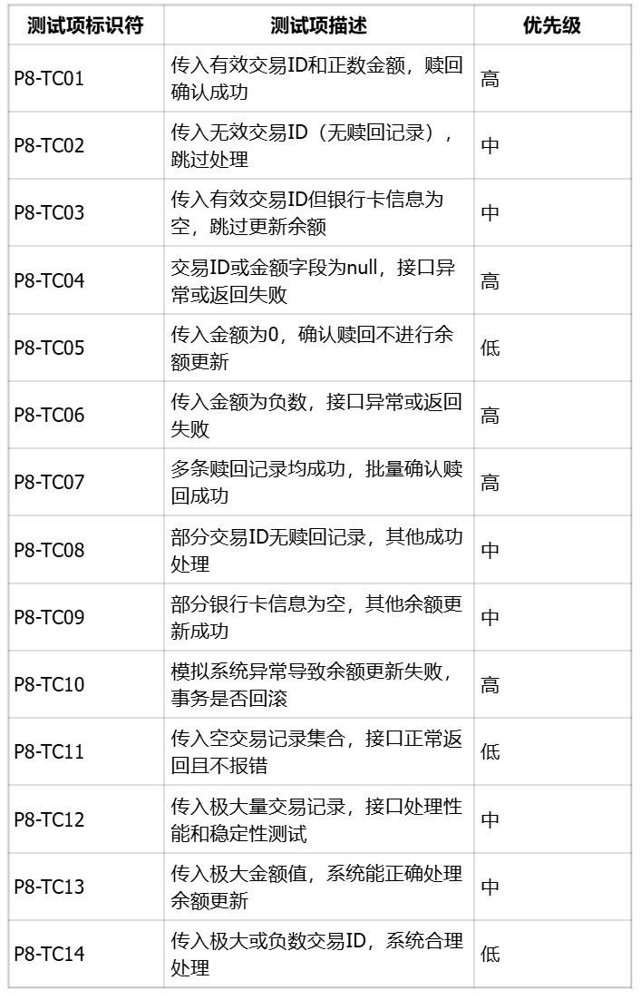 测试项标识符 测试项描述 优先级
P8-TC01 传入有效交易ID和正数金额，赎回 高
确认成功
P8-TC02 传入无效交易ID（无赎回记录）， 中
跳过处理
P8-TC03 传入有效交易ID但银行卡信息为 中
空，跳过更新余额
P8-TC04 交易ID或金额字段为null，接口异 高
常或返回失败
P8-TC05 传入金额为0，确认赎回不进行余 低
额更新
P8-TC06 传入金额为负数，接口异常或返回 高
失败
P8-TC07 多条赎回记录均成功，批量确认赎 高
回成功
P8-TC08 部分交易ID无赎回记录，其他成功 中
处理
P8-TC09 部分银行卡信息为空，其他余额更 中
新成功
P8-TC10 模拟系统异常导致余额更新失败， 高
事务是否回滚
P8-TC11 传入空交易记录集合，接口正常返 低
回且不报错
P8-TC12 传入极大量交易记录，接口处理性 中
能和稳定性测试
P8-TC13 传入极大金额值，系统能正确处理 中
余额更新
P8-TC14 传入极大或负数交易ID，系统合理 低
处理